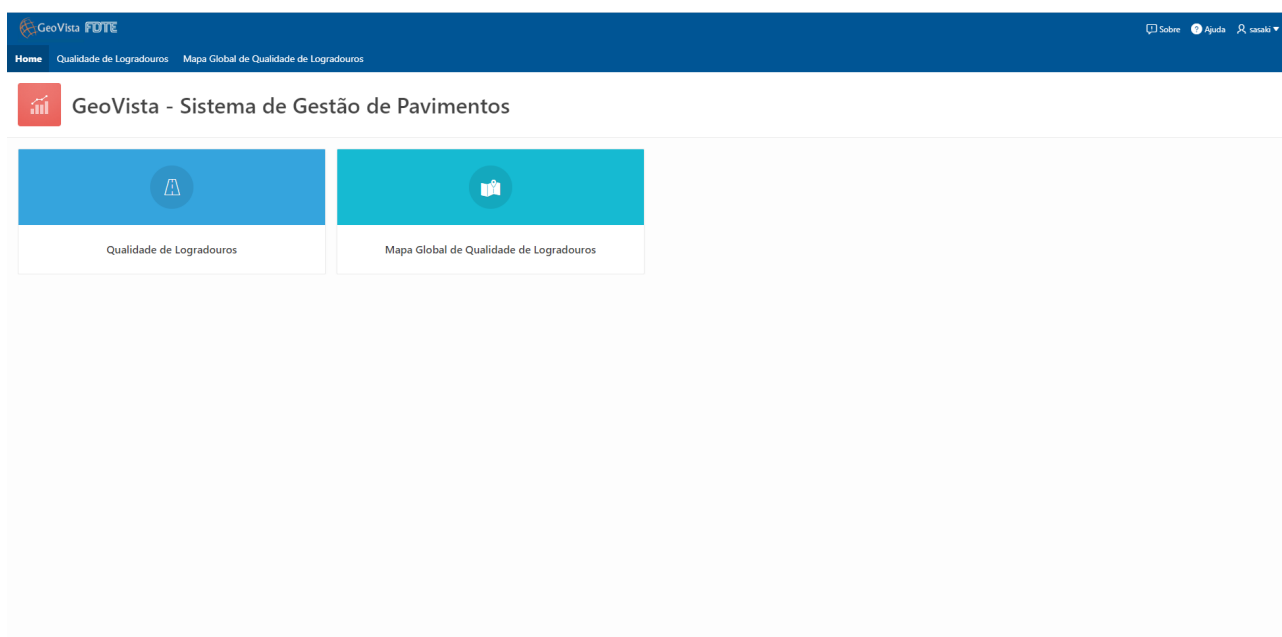 GeoVista FDTE
Sobre
Ajuda
sasaki
Home
Qualidade de Logradouros
Mapa Global de Qualidade de Logradouros
GeoVista - Sistema de Gestão de Pavimentos
Qualidade de Logradouros
Mapa Global de Qualidade de Logradouros